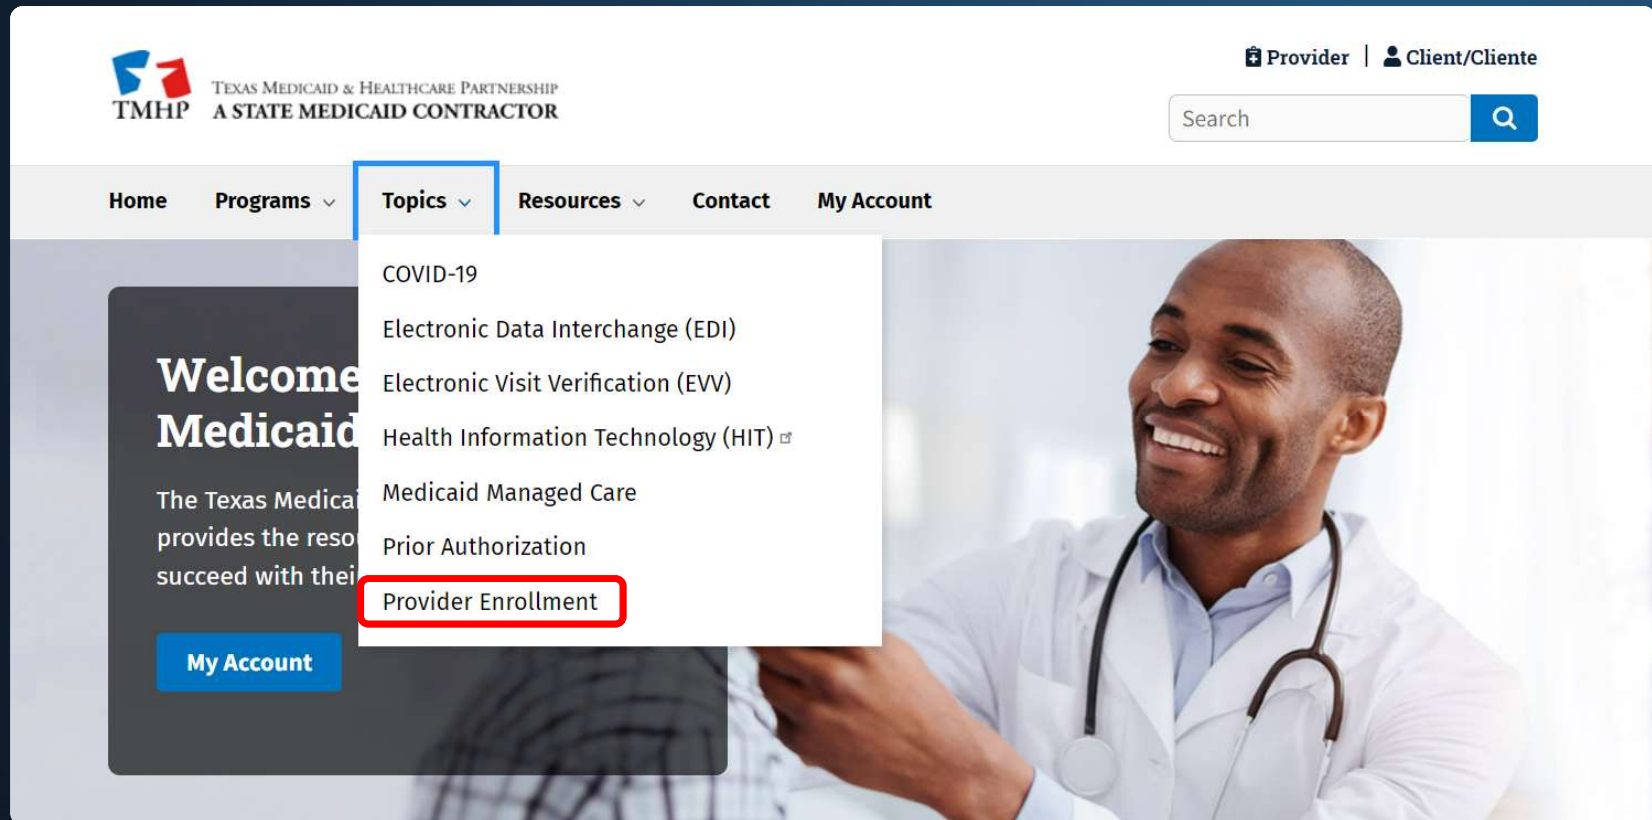 Provider | Client/Cliente
TMHP
TEXAS MEDICAID & HEALTHCARE PARTNERSHIP
A STATE MEDICAID CONTRACTOR
Search
Home Programs Topics Resources Contact My Account
COVID-19
Electronic Data Interchange (EDI)
Electronic Visit Verification (EVV)
Health Information Technology (HIT)
Medicaid Managed Care
Prior Authorization
Provider Enrollment
Welcome
Medicaid
The Texas Medicai
provides the reso
succeed with thei
My Account